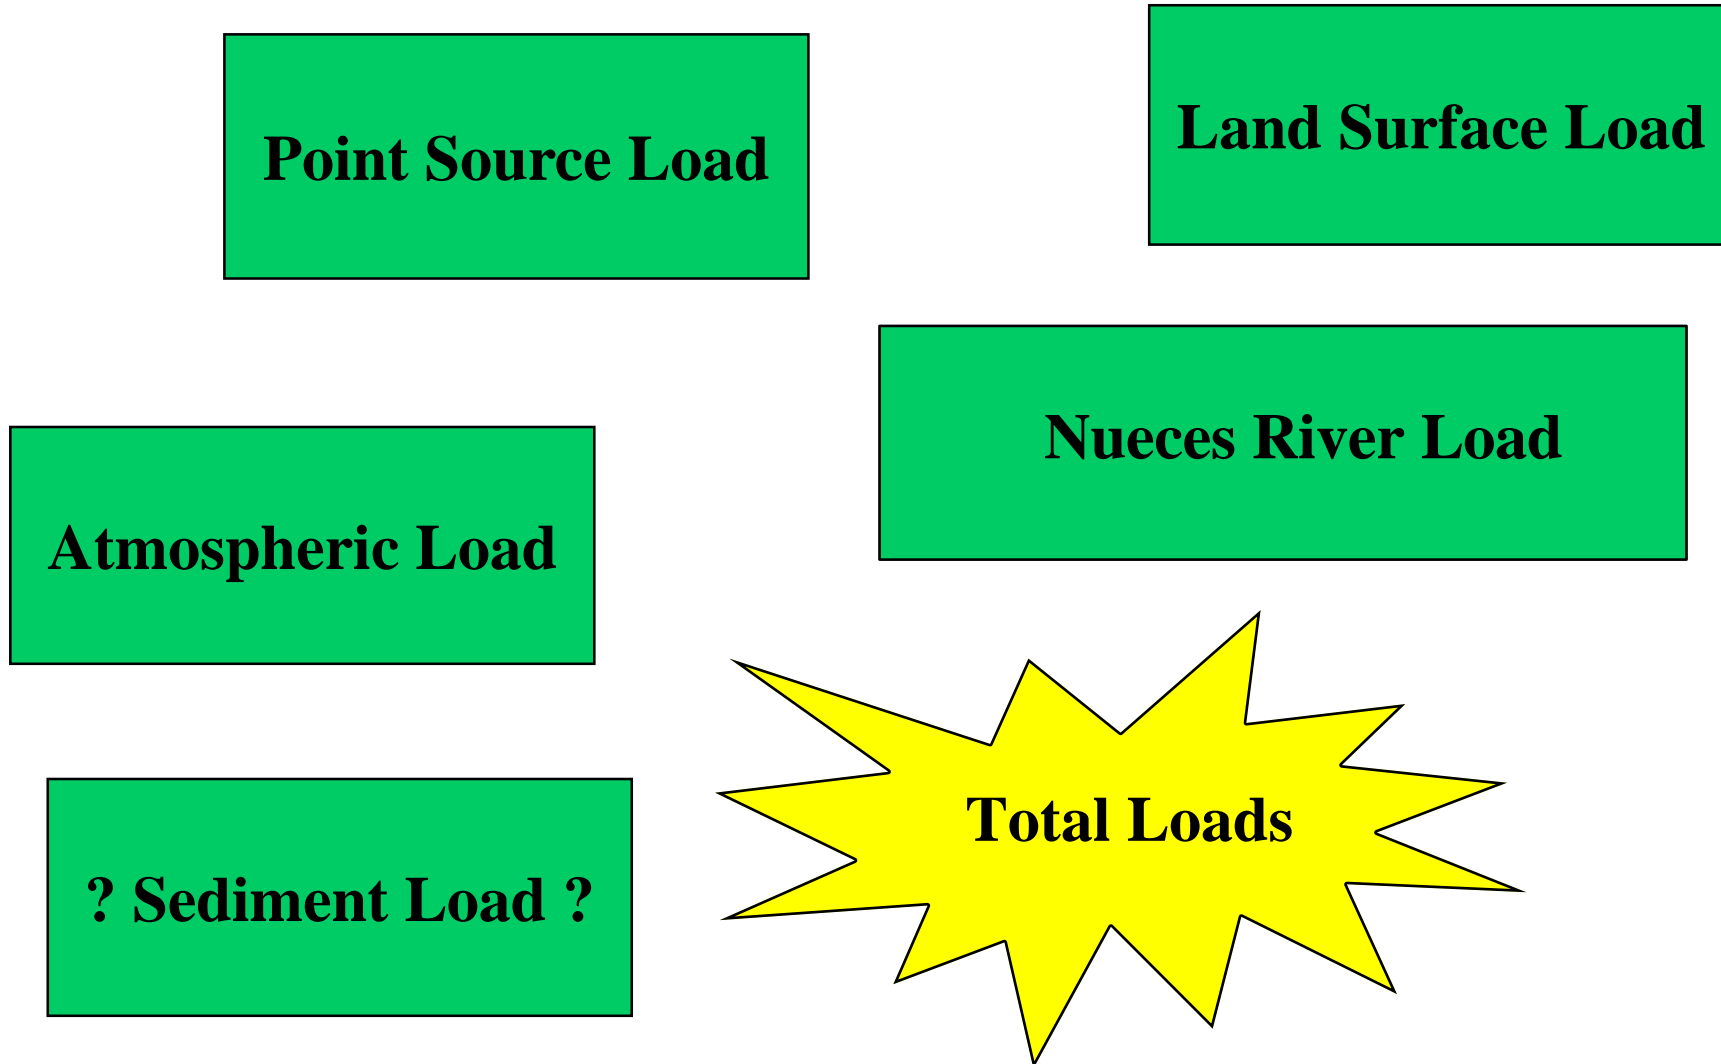 Point Source Load
Land Surface Load
Nueces River Load
Atmospheric Load
Total Loads
? Sediment Load ?